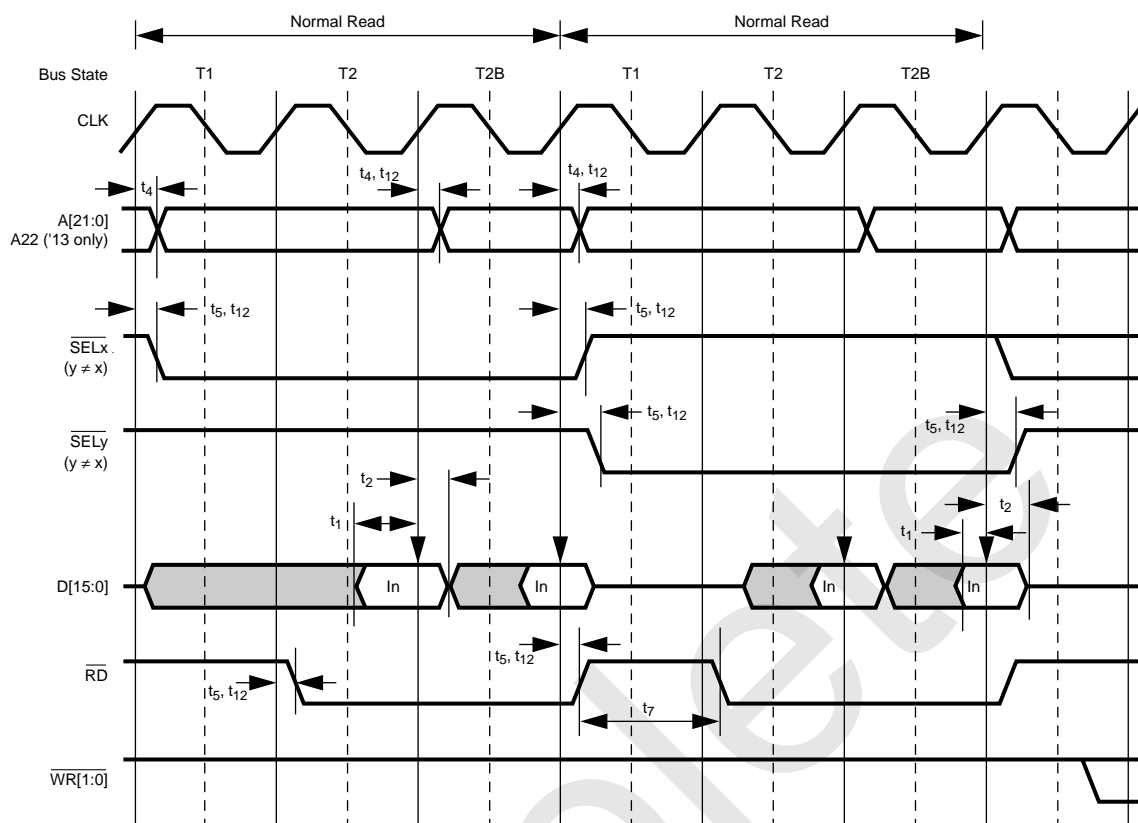 Normal Read Normal Read
Bus State T1 T2 T2B T1 T2 T2B
CLK
t4 t4, t12 t4, t12
A[21:0]
A22 ('13 only)
t5, t12 t5, t12
SELx
(y ≠ x)
t5, t12 t5, t12
SELy
(y ≠ x)
t2 t2
t1 t1
D[15:0] In In In In
t5, t12
RD
t5, t12
t7
WR[1:0]